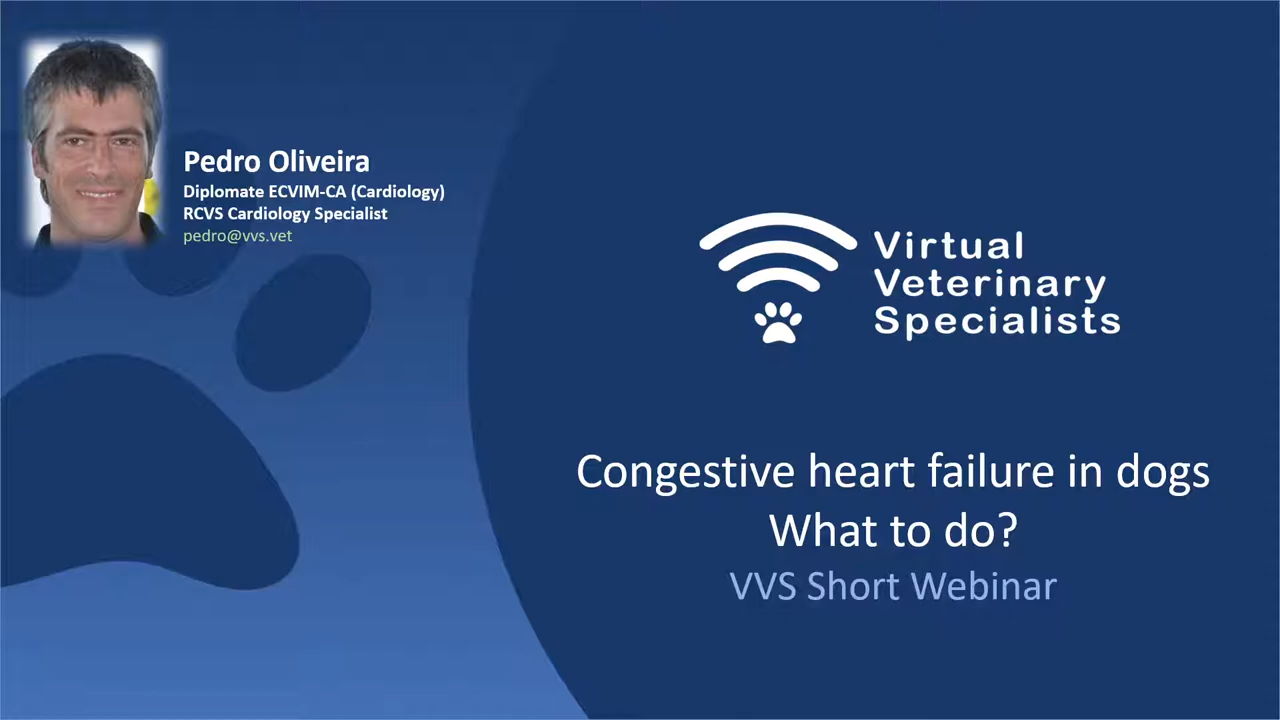 Pedro Oliveira
Diplomate ECVIM-CA (Cardiology)
RCVS Cardiology Specialist
pedro@vvs.vet
Virtual
Veterinary
Specialists
Congestive heart failure in dogs
What to do?
VVS Short Webinar